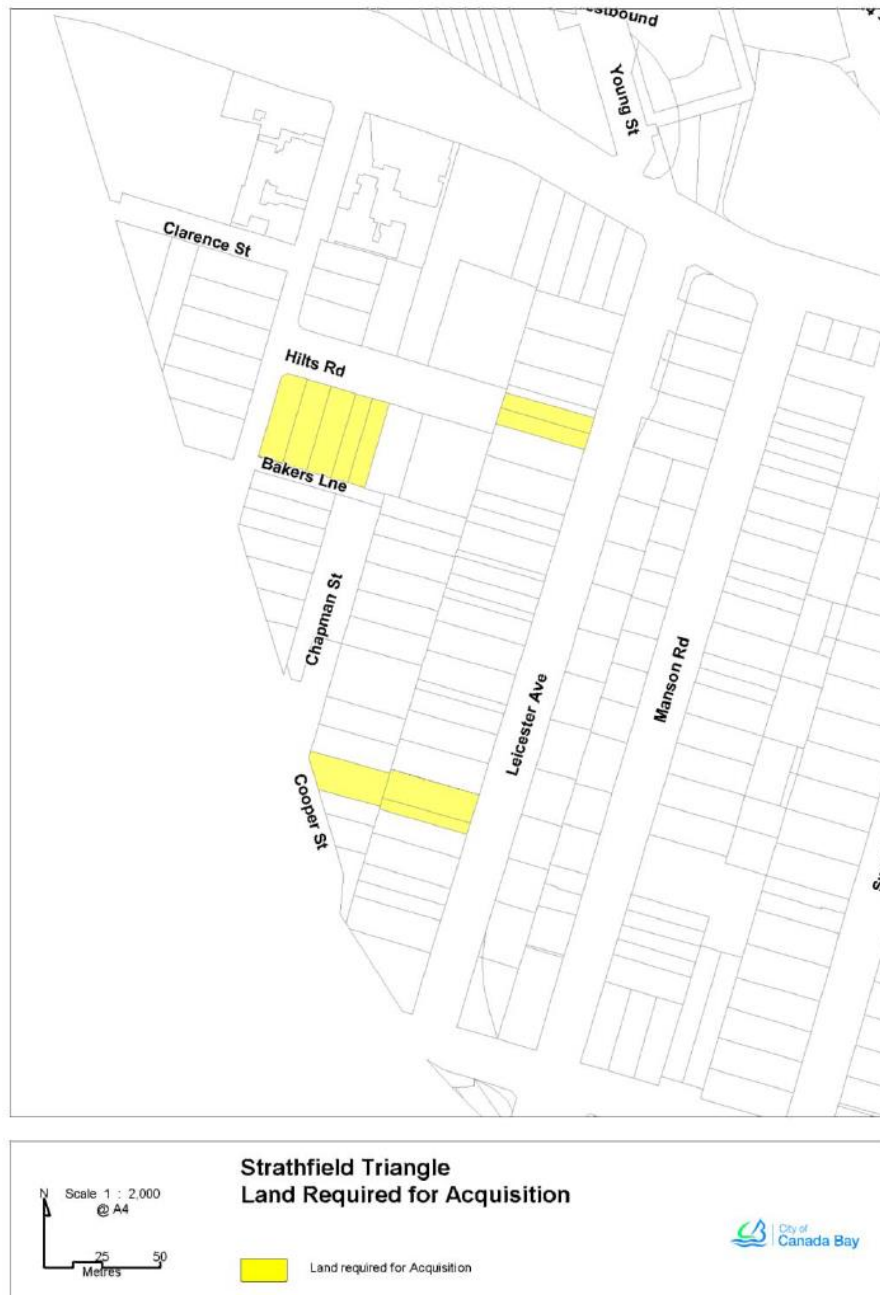 estbound
Young St
Clarence St
Hilts Rd
Bakers Lne
Chapman St
Leicester Ave
Manson Rd
Cooper St
Strathfield Triangle
Land Required for Acquisition
N
Scale 1 : 2,000
@ A4
25 50
Metres
Land required for Acquisition
City of
Canada Bay